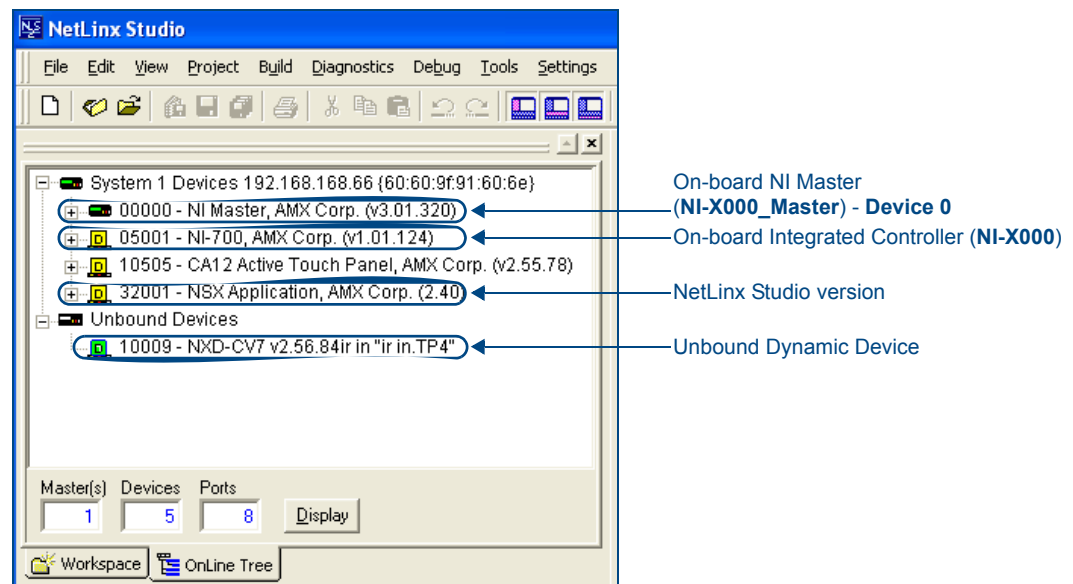 NetLinx Studio
File Edit View Project Build Diagnostics Debug Tools Settings
System 1 Devices 192.168.168.66 {60:60:9f:91:60:6e}
00000 - NI Master, AMX Corp. (v3.01.320)
05001 - NI-700, AMX Corp. (v1.01.124)
10505 - CA12 Active Touch Panel, AMX Corp. (v2.55.78)
32001 - NSX Application, AMX Corp. (2.40)
Unbound Devices
10009 - NXD-CV7 v2.56.84ir in "ir in.TP4"
On-board NI Master
(NI-X000_Master) - Device 0
On-board Integrated Controller (NI-X000)
NetLinx Studio version
Unbound Dynamic Device
Master(s) Devices Ports
1 5 8 Display
Workspace OnLine Tree